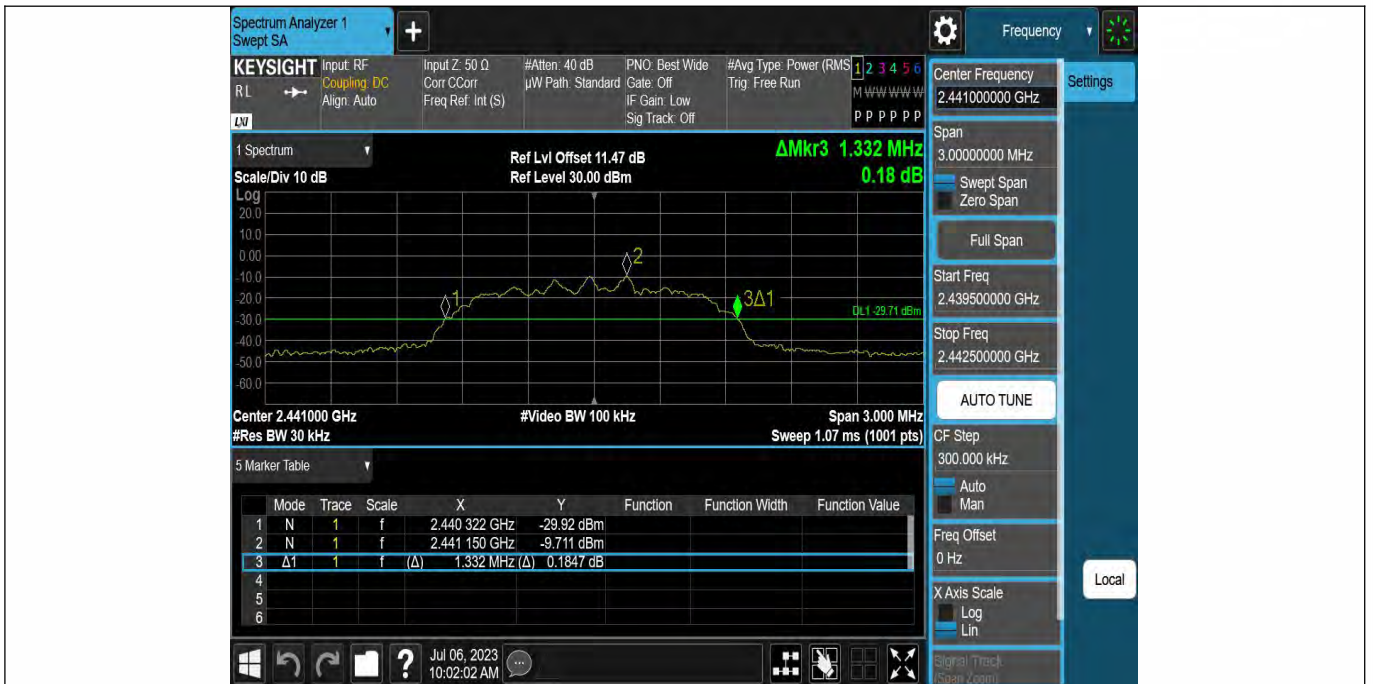 Spectrum Analyzer 1
Swept SA
+
Frequency
KEYSIGHT
RL
LXI
Input: RF
Coupling: DC
Align: Auto
Input Z: 50 Ω
Corr CCorr
Freq Ref: Int (S)
#Atten: 40 dB
µW Path: Standard
PNO: Best Wide
Gate: Off
IF Gain: Low
Sig Track: Off
#Avg Type: Power (RMS
Trig: Free Run
1 2 3 4 5 6
M W W W W W
P P P P P P
1 Spectrum
Scale/Div 10 dB
Ref Lvl Offset 11.47 dB
Ref Level 30.00 dBm
ΔMkr3 1.332 MHz
0.18 dB
Log
20.0
10.0
0.00
-10.0
-20.0
-30.0
-40.0
-50.0
-60.0
1
2
3Δ1
DL1 -29.71 dBm
Center 2.441000 GHz
#Video BW 100 kHz
Span 3.000 MHz
#Res BW 30 kHz
Sweep 1.07 ms (1001 pts)
5 Marker Table
Mode Trace Scale X Y Function Function Width Function Value
1 N 1 f 2.440 322 GHz -29.92 dBm
2 N 1 f 2.441 150 GHz -9.711 dBm
3 Δ1 1 f (Δ) 1.332 MHz (Δ) 0.1847 dB
4
5
6
?
Jul 06, 2023
10:02:02 AM
Center Frequency
2.441000000 GHz
Settings
Span
3.00000000 MHz
Swept Span
Zero Span
Full Span
Start Freq
2.439500000 GHz
Stop Freq
2.442500000 GHz
AUTO TUNE
CF Step
300.000 kHz
Auto
Man
Freq Offset
0 Hz
X Axis Scale
Log
Lin
Local
Signal Track
(Span Zoom)